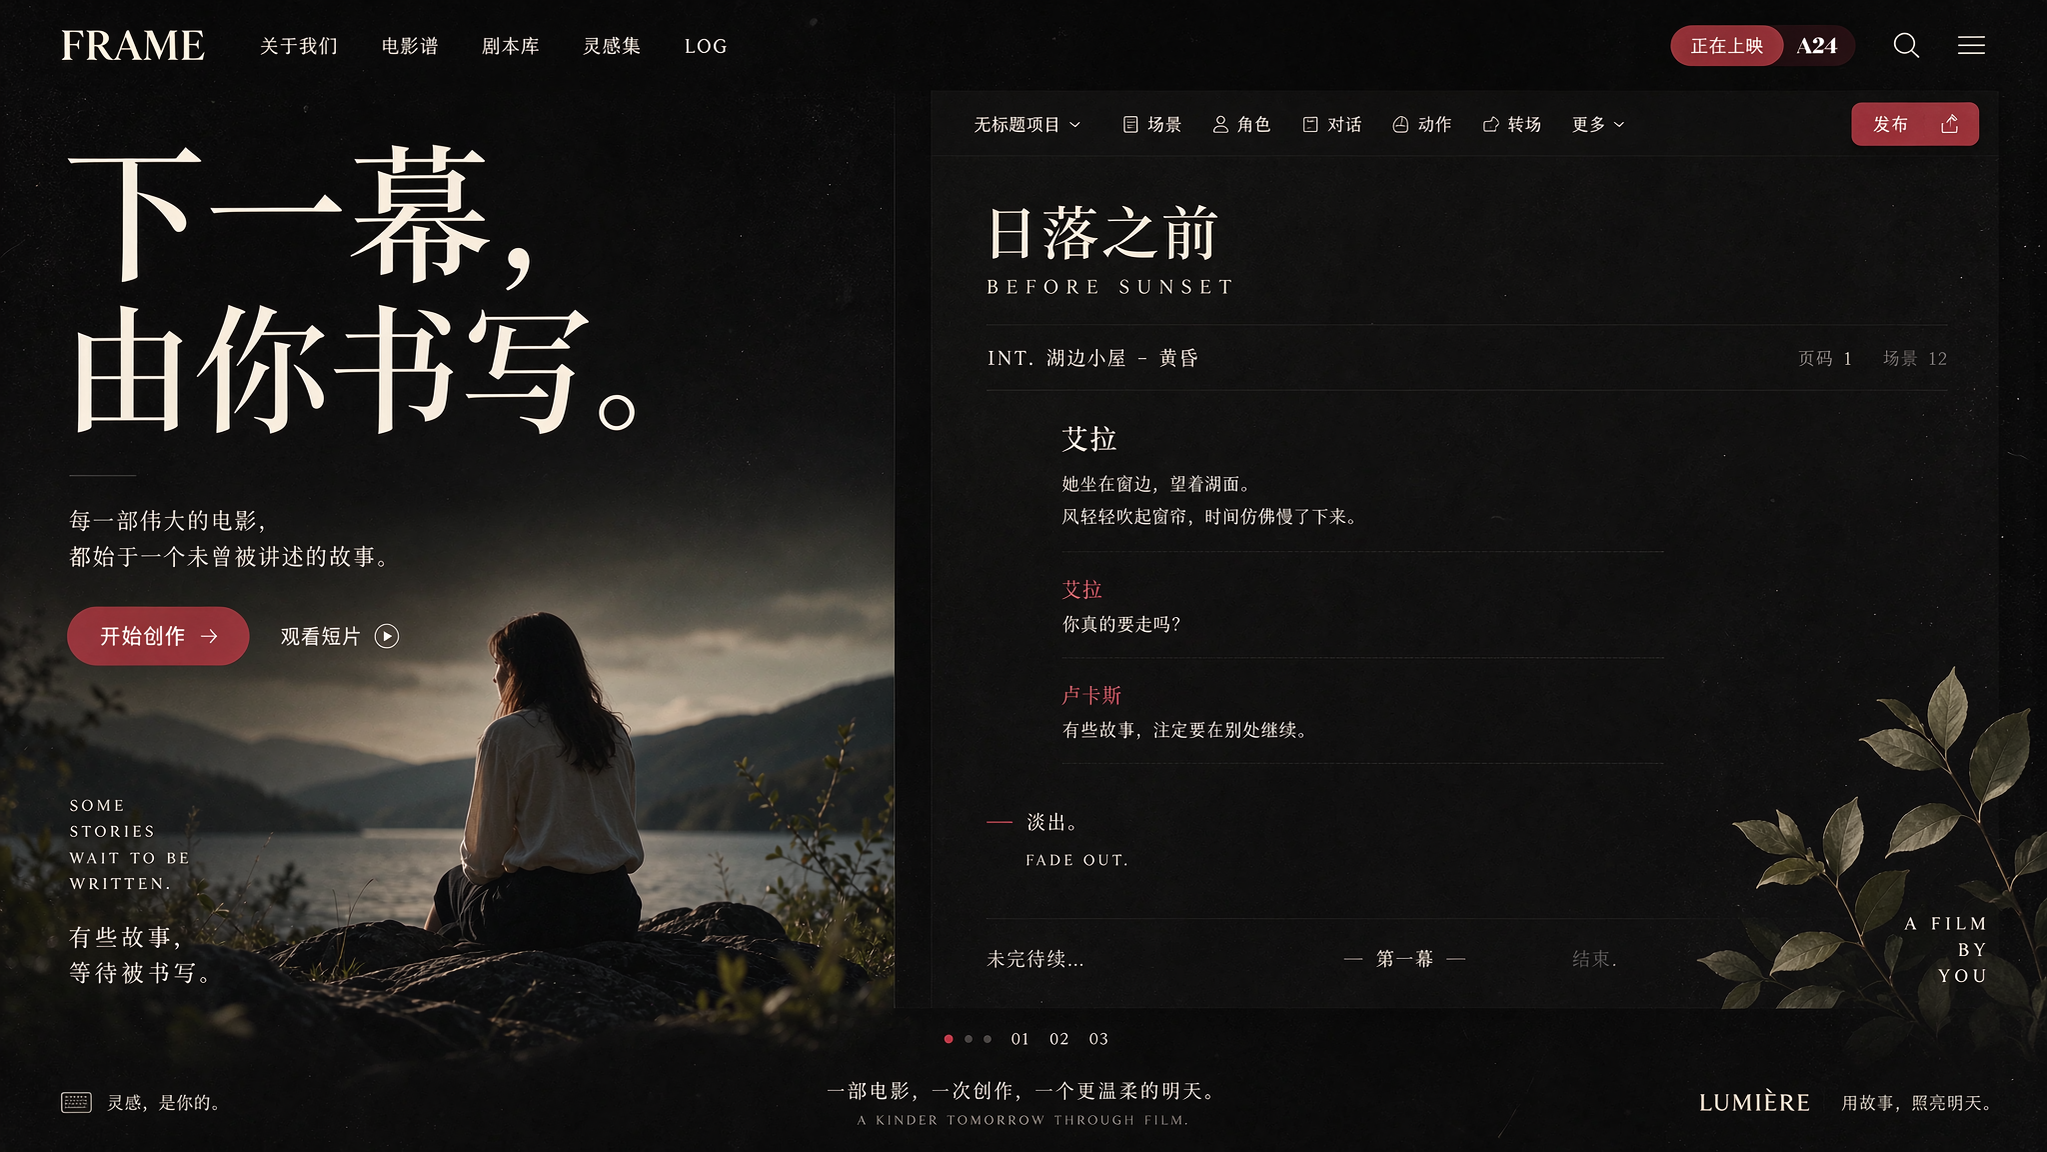 FRAME 关于我们 电影谱 剧本库 灵感集 LOG 正在上映 A24
下一幕，
由你书写。
每一部伟大的电影，
都始于一个未曾被讲述的故事。
开始创作 观看短片
SOME
STORIES
WAIT TO BE
WRITTEN.
有些故事，
等待被书写。
无标题项目 场景 角色 对话 动作 转场 更多 发布
日落之前
BEFORE SUNSET
INT. 湖边小屋 – 黄昏 页码 1 场景 12
艾拉
她坐在窗边，望着湖面。
风轻轻吹起窗帘，时间仿佛慢了下来。
艾拉
你真的要走吗？
卢卡斯
有些故事，注定要在别处继续。
— 淡出。
FADE OUT.
未完待续... — 第一幕 — 结束.
A FILM
BY
YOU
01 02 03
灵感，是你的。
一部电影，一次创作，一个更温柔的明天。
A KINDER TOMORROW THROUGH FILM.
LUMIÈRE 用故事，照亮明天。